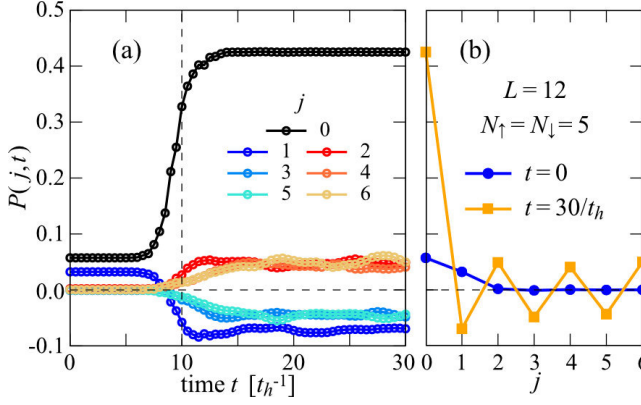 0.5
0.4
0.3
0.2
0.1
0.0
-0.1
P(j,t)
(a)
j
0
1 2
3 4
5 6
0 10 20 30
time t [t_h^-1]
(b)
L = 12
N↑ = N↓ = 5
t = 0
t = 30/t_h
0 1 2 3 4 5 6
j